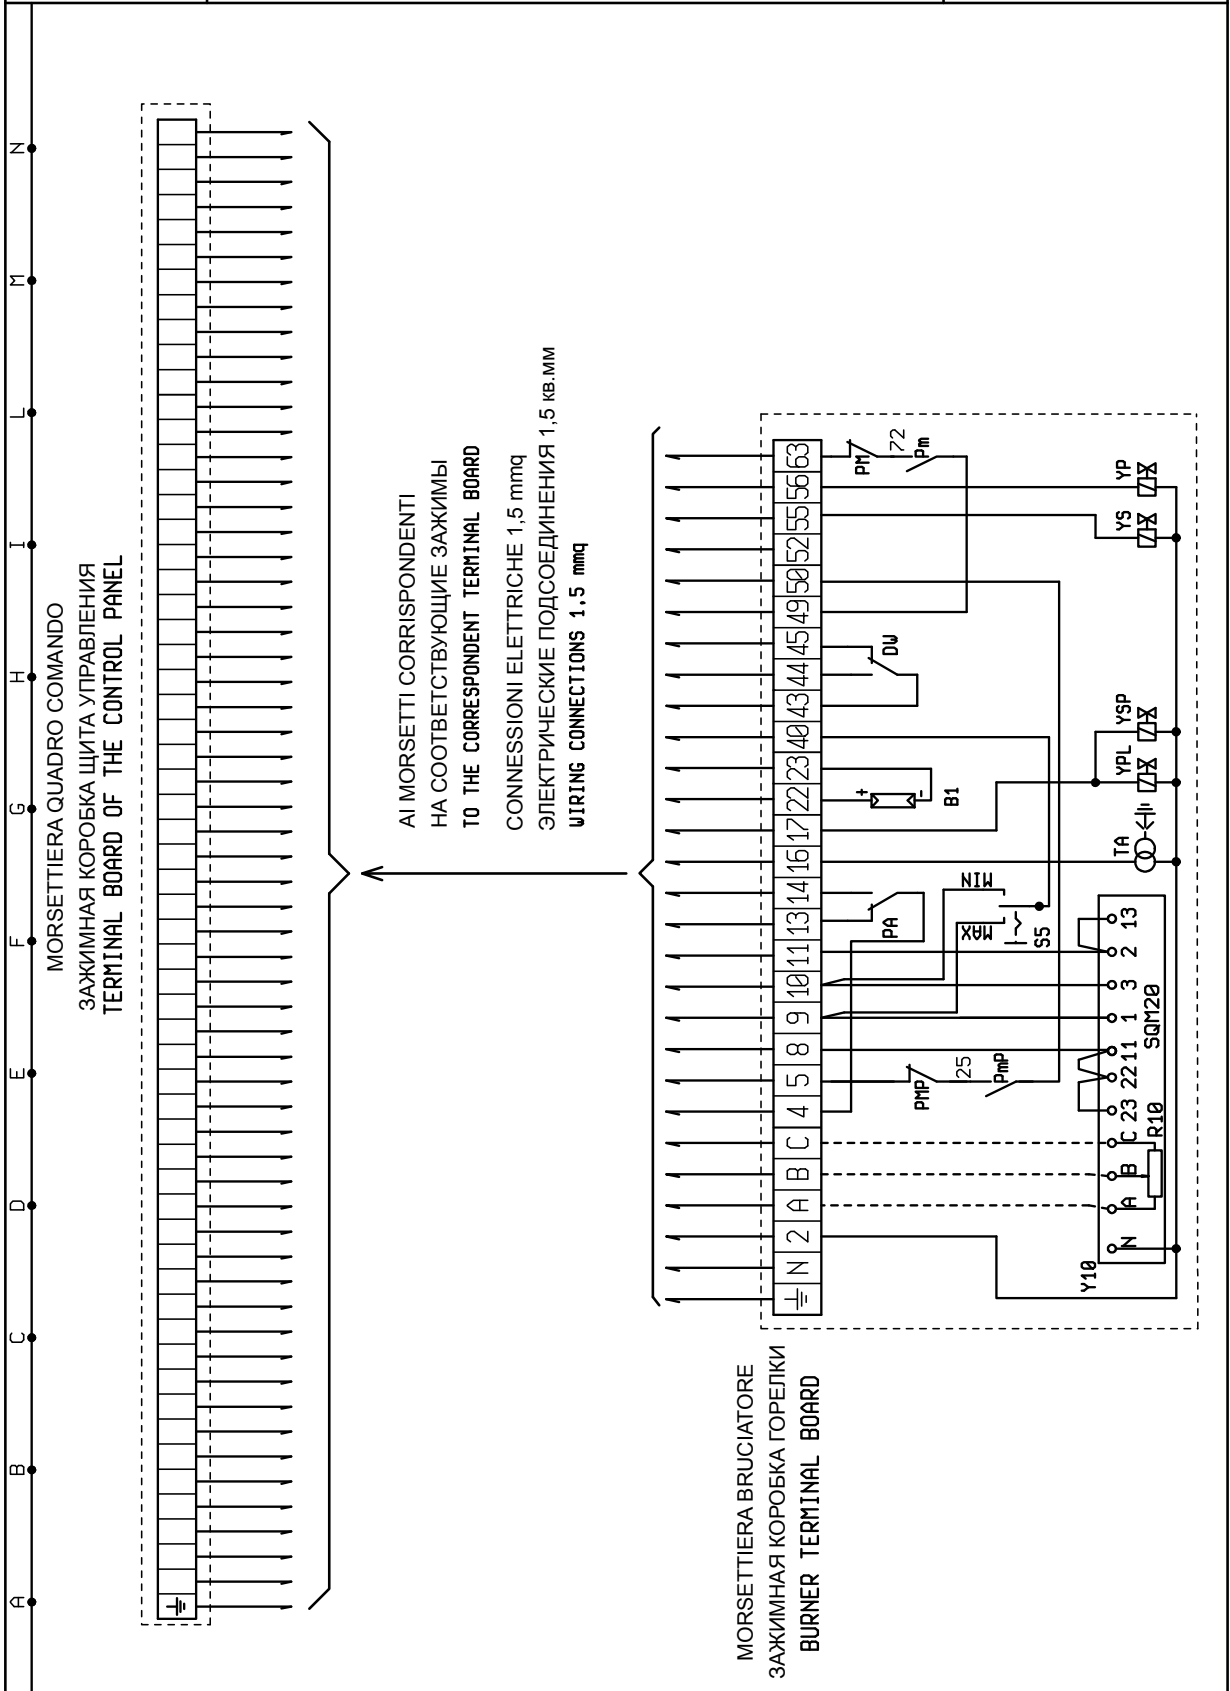 A B C D E F G H I L M N
MORSETTIERA QUADRO COMANDO
ЗАЖИМНАЯ КОРОБКА ЩИТА УПРАВЛЕНИЯ
TERMINAL BOARD OF THE CONTROL PANEL
AI MORSETTI CORRISPONDENTI
НА СООТВЕТСТВУЮЩИЕ ЗАЖИМЫ
TO THE CORRESPONDENT TERMINAL BOARD
CONNESSIONI ELETTRICHE 1,5 mmq
ЭЛЕКТРИЧЕСКИЕ ПОДСОЕДИНЕНИЯ 1,5 кв.мм
WIRING CONNECTIONS 1,5 mmq
MORSETTIERA BRUCIATORE
ЗАЖИМНАЯ КОРОБКА ГОРЕЛКИ
BURNER TERMINAL BOARD
N 2 A B C 4 5 8 9 10 11 13 14 16 17 22 23 40 43 44 45 49 50 52 55 56 63
PM
72
Pm
DW
+ -
B1
PA
PMP
25
PmP
MIN
MAX
S5
TA
YPL
YSP
YS
YP
Y10
N A B C 23 22 11 1 3 2 13
R10
SQM20